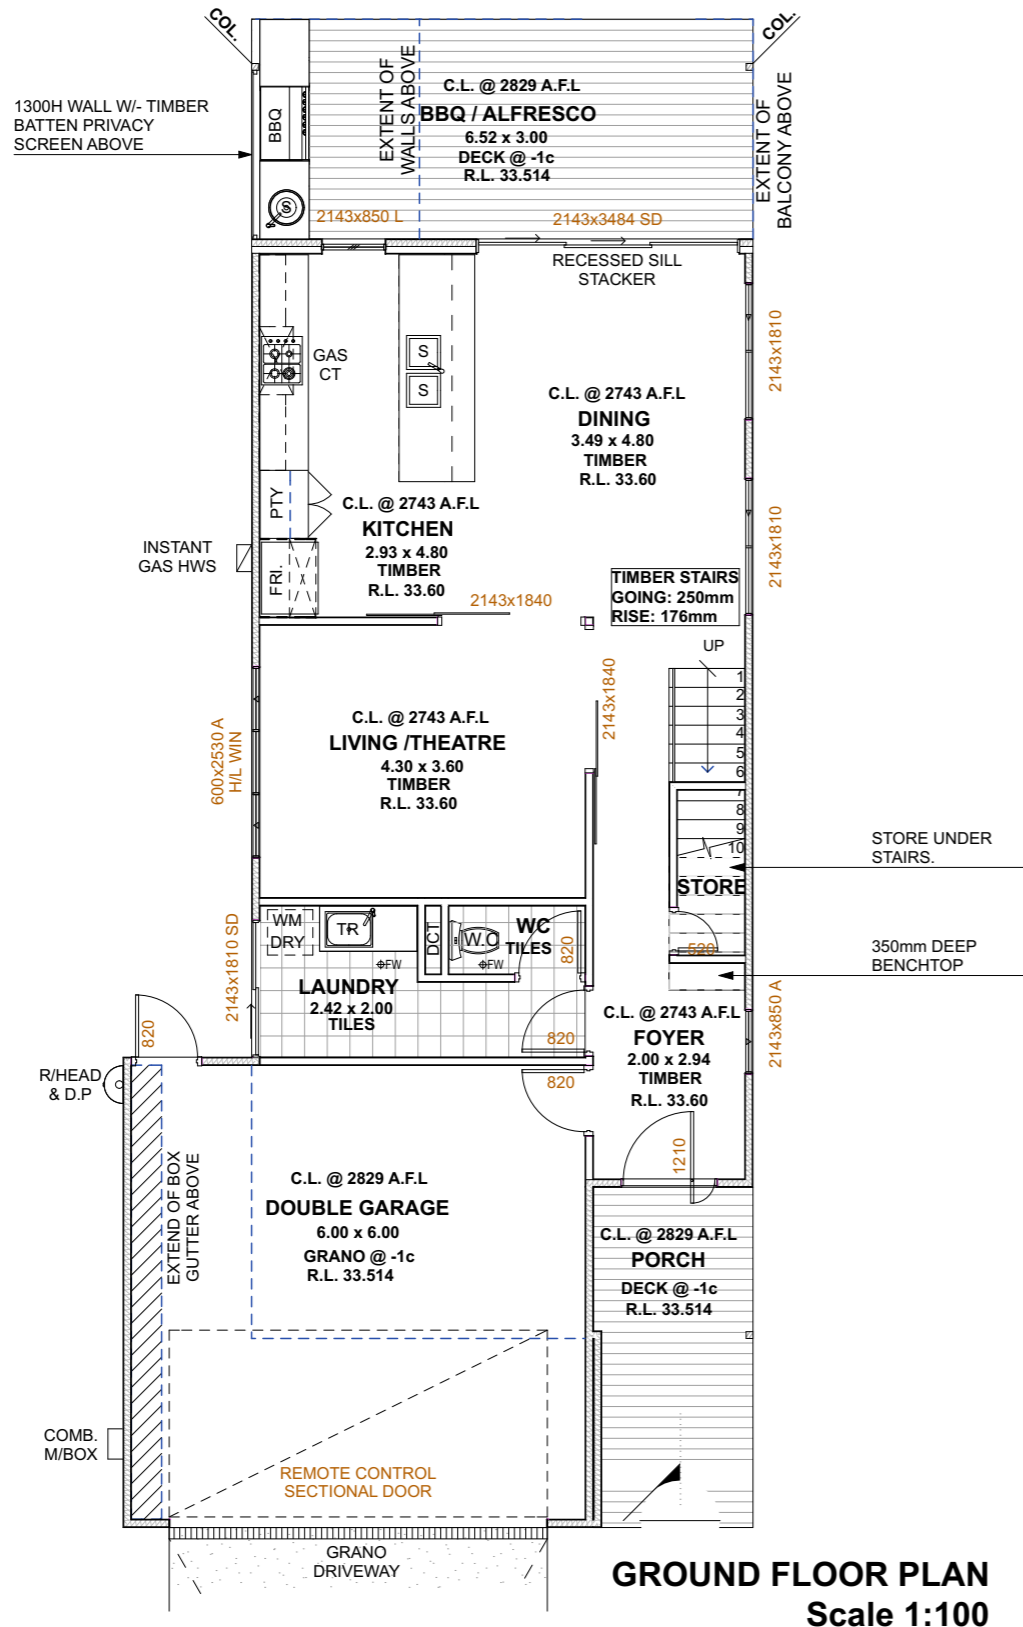 COL.
COL.
1300H WALL W/- TIMBER
BATTEN PRIVACY
SCREEN ABOVE
BBQ
S
EXTENT OF
WALLS ABOVE
C.L. @ 2829 A.F.L
BBQ / ALFRESCO
6.52 x 3.00
DECK @ -1c
R.L. 33.514
EXTENT OF
BALCONY ABOVE
2143x850 L
2143x3484 SD
RECESSED SILL
STACKER
GAS
CT
S
S
2143x1810
C.L. @ 2743 A.F.L
DINING
3.49 x 4.80
TIMBER
R.L. 33.60
PTY
C.L. @ 2743 A.F.L
KITCHEN
2.93 x 4.80
TIMBER
R.L. 33.60
INSTANT
GAS HWS
FRI.
2143x1810
2143x1840
TIMBER STAIRS
GOING: 250mm
RISE: 176mm
UP
1
2
3
4
5
6
7
8
9
10
2143x1840
C.L. @ 2743 A.F.L
LIVING /THEATRE
4.30 x 3.60
TIMBER
R.L. 33.60
600x2530 A
H/L WIN
STORE UNDER
STAIRS.
STORE
520
350mm DEEP
BENCHTOP
WM
DRY
TR
DCT
W.C
WC
TILES
820
FW
FW
2143x1810 SD
LAUNDRY
2.42 x 2.00
TILES
820
820
C.L. @ 2743 A.F.L
FOYER
2.00 x 2.94
TIMBER
R.L. 33.60
2143x850 A
820
R/HEAD
& D.P
1210
EXTEND OF BOX
GUTTER ABOVE
C.L. @ 2829 A.F.L
DOUBLE GARAGE
6.00 x 6.00
GRANO @ -1c
R.L. 33.514
C.L. @ 2829 A.F.L
PORCH
DECK @ -1c
R.L. 33.514
COMB.
M/BOX
REMOTE CONTROL
SECTIONAL DOOR
GRANO
DRIVEWAY
GROUND FLOOR PLAN
Scale 1:100